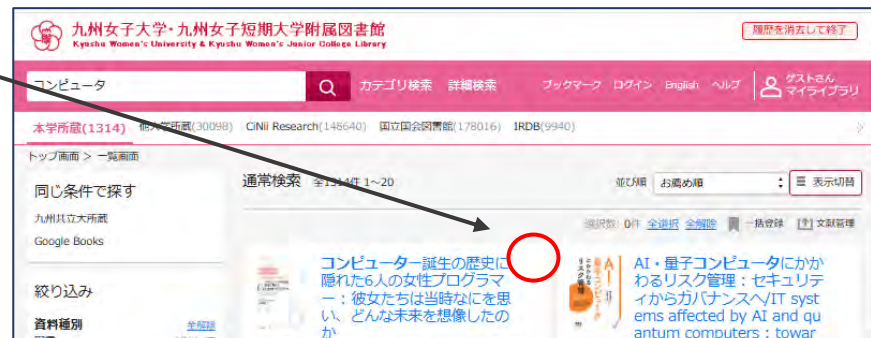 九州女子大学・九州女子短期大学附属図書館
Kyushu Women's University & Kyushu Women's Junior College Library
履歴を消去して終了
コンピュータ
カテゴリ検索 詳細検索
ブックマーク ログイン English ヘルプ
ゲストさん
マイライブラリ
本学所蔵(1314) 他大学所蔵(30098) CiNii Research(148640) 国立国会図書館(178016) IRDB(9940)
トップ画面 > 一覧画面
同じ条件で探す
九州共立大所蔵
Google Books
絞り込み
資料種別 全解除
通常検索 全1314件 1~20
並び順 お薦め順 表示切替
選択数: 0件 全選択 全解除 一括登録 文献管理
コンピューター誕生の歴史に
隠れた6人の女性プログラマ
ー：彼女たちは当時なにを思
い、どんな未来を想像したの
か
AI・量子コンピュータにかか
わるリスク管理：セキュリテ
ィからガバナンスへ/IT syst
ems affected by AI and qu
antum computers : towar